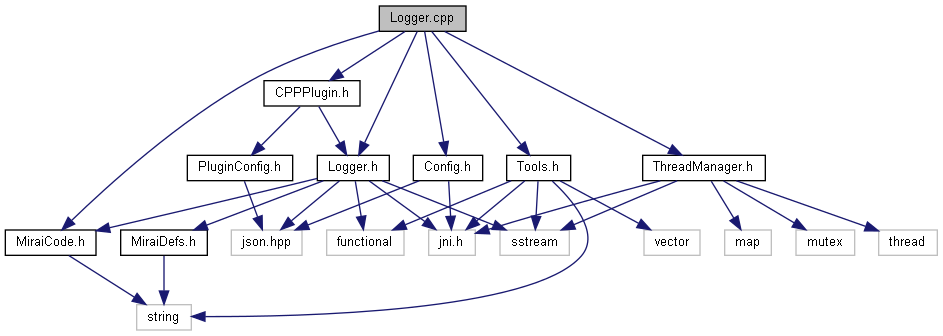 Logger.cpp
CPPPlugin.h
PluginConfig.h
Logger.h
Config.h
Tools.h
ThreadManager.h
MiraiCode.h
MiraiDefs.h
json.hpp
functional
jni.h
sstream
vector
map
mutex
thread
string